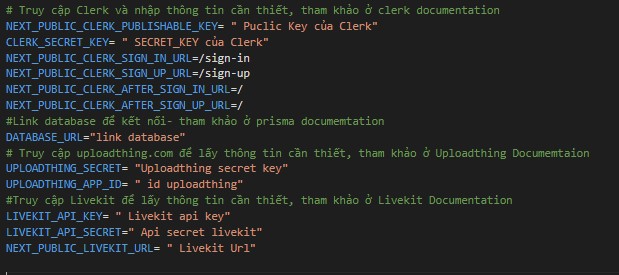 # Truy cập Clerk và nhập thông tin cần thiết, tham khảo ở clerk documentation
NEXT_PUBLIC_CLERK_PUBLISHABLE_KEY= " Puclic Key của Clerk"
CLERK_SECRET_KEY= " SECRET_KEY của Clerk"
NEXT_PUBLIC_CLERK_SIGN_IN_URL=/sign-in
NEXT_PUBLIC_CLERK_SIGN_UP_URL=/sign-up
NEXT_PUBLIC_CLERK_AFTER_SIGN_IN_URL=/
NEXT_PUBLIC_CLERK_AFTER_SIGN_UP_URL=/
#Link database để kết nối- tham khảo ở prisma documemtation
DATABASE_URL="link database"
# Truy cập uploadthing.com để lấy thông tin cần thiết, tham khảo ở Uploadthing Documemtaion
UPLOADTHING_SECRET= "Uploadthing secret key"
UPLOADTHING_APP_ID= " id uploadthing"
#Truy cập Livekit để lấy thông tin cần thiết, tham khảo ở Livekit Documentation
LIVEKIT_API_KEY= " Livekit api key"
LIVEKIT_API_SECRET=" Api secret livekit"
NEXT_PUBLIC_LIVEKIT_URL= " Livekit Url"